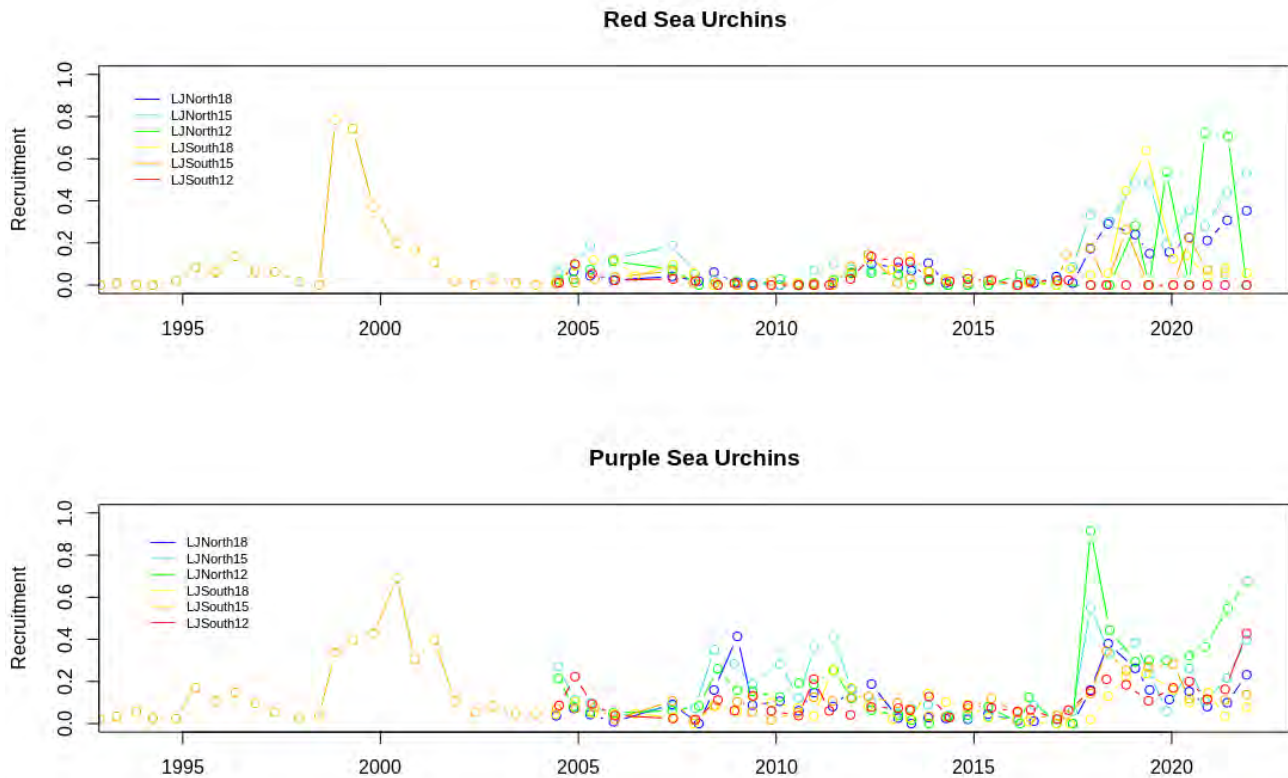 Red Sea Urchins
Recruitment
0.0 0.2 0.4 0.6 0.8 1.0
LJNorth18
LJNorth15
LJNorth12
LJSouth18
LJSouth15
LJSouth12
1995 2000 2005 2010 2015 2020
Purple Sea Urchins
Recruitment
0.0 0.2 0.4 0.6 0.8 1.0
LJNorth18
LJNorth15
LJNorth12
LJSouth18
LJSouth15
LJSouth12
1995 2000 2005 2010 2015 2020